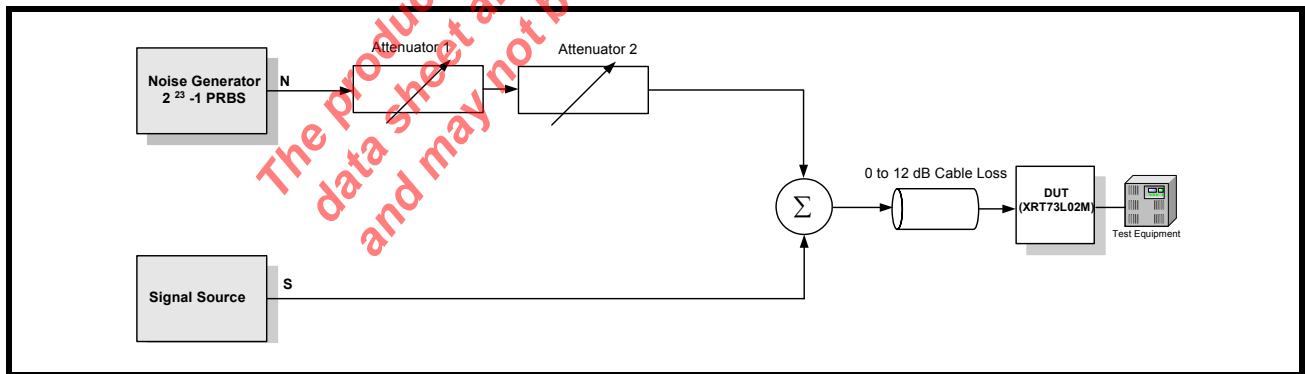 Attenuator 1
Attenuator 2
Noise Generator
2 23 -1 PRBS
N
0 to 12 dB Cable Loss
Σ
DUT
(XRT73L02M)
Test Equipment
Signal Source
S
The produc
data sheet a
and may not b